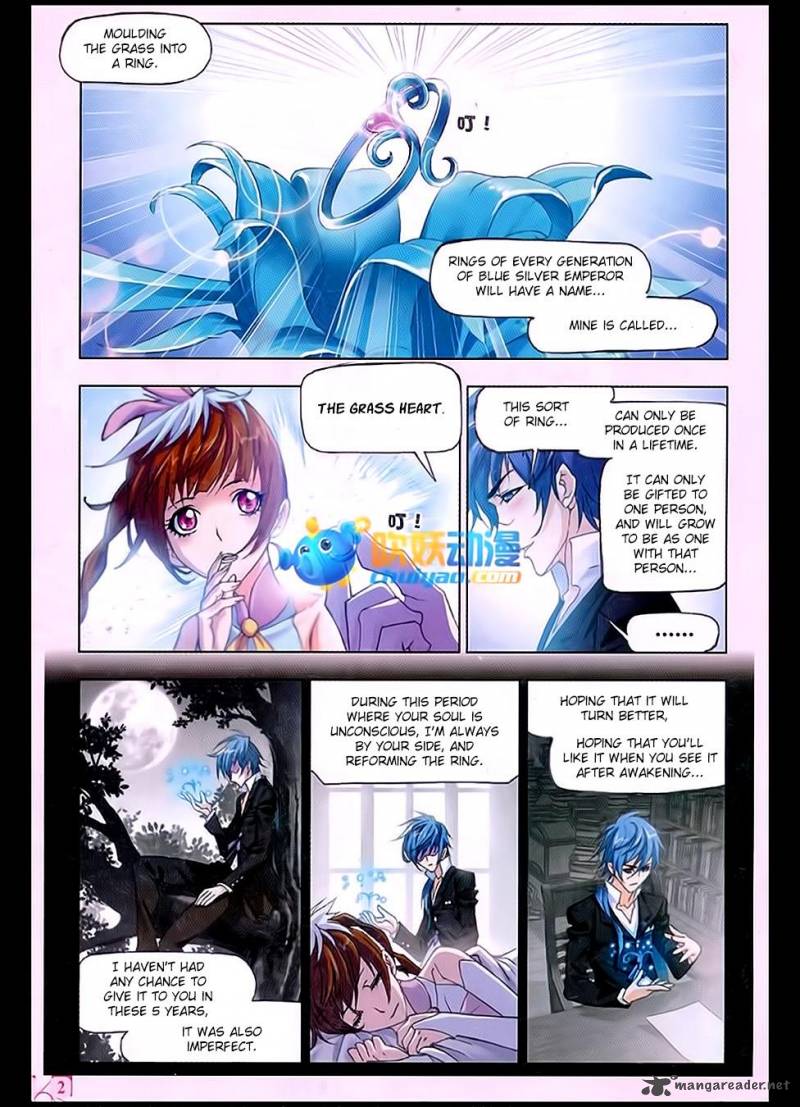 MOULDING
THE GRASS INTO
A RING.
叮!
RINGS OF EVERY GENERATION
OF BLUE SILVER EMPEROR
WILL HAVE A NAME...
MINE IS CALLED...
THE GRASS HEART.
叮!
THIS SORT
OF RING...
CAN ONLY BE
PRODUCED ONCE
IN A LIFETIME.
IT CAN ONLY
BE GIFTED TO
ONE PERSON,
AND WILL GROW
TO BE AS ONE
WITH THAT
PERSON...
......
吹妖动漫
chuiyao.com
I HAVEN'T HAD
ANY CHANCE TO
GIVE IT TO YOU IN
THESE 5 YEARS,
IT WAS ALSO
IMPERFECT.
DURING THIS PERIOD
WHERE YOUR SOUL IS
UNCONSCIOUS, I'M ALWAYS
BY YOUR SIDE, AND
REFORMING THE RING.
HOPING THAT IT WILL
TURN BETTER,
HOPING THAT YOU'LL
LIKE IT WHEN YOU SEE IT
AFTER AWAKENING...
2
mangareader.net